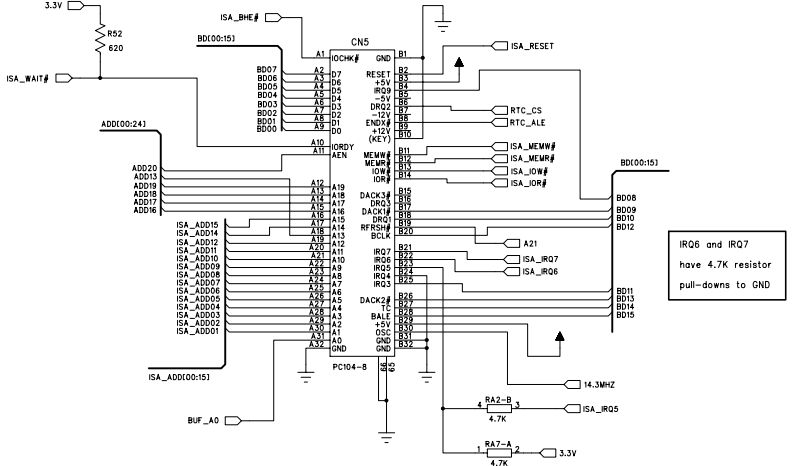 3.3V
R52
620
ISA_WAIT#
ISA_BHE#
BD[00:15]
BD07
BD06
BD05
BD04
BD03
BD02
BD01
BD00
ADD[00:24]
ADD20
ADD13
ADD19
ADD18
ADD17
ADD16
ISA_ADD15
ISA_ADD14
ISA_ADD12
ISA_ADD11
ISA_ADD10
ISA_ADD09
ISA_ADD08
ISA_ADD07
ISA_ADD06
ISA_ADD05
ISA_ADD04
ISA_ADD03
ISA_ADD02
ISA_ADD01
ISA_ADD[00:15]
BUF_A0
CN5
A1 IOCHK# GND B1
A2 D7 RESET B2
A3 D6 +5V B3
A4 D5 IRQ9 B4
A5 D4 -5V B5
A6 D3 DRQ2 B6
A7 D2 -12V B7
A8 D1 ENDX# B8
A9 D0 +12V B9
(KEY) B10
A10 IORDY MEMW# B11
A11 AEN MEMR# B12
IOW# B13
IOR# B14
A12 A19 DACK3# B15
A13 A18 DRQ3 B16
A14 A17 DACK1# B17
A15 A16 DRQ1 B18
A16 A15 RFRSH# B19
A17 A14 BCLK B20
A18 A13 IRQ7 B21
A19 A12 IRQ6 B22
A20 A11 IRQ5 B23
A21 A10 IRQ4 B24
A22 A9 IRQ3 B25
A23 A8
A24 A7
A25 A6 DACK2# B26
A26 A5 TC B27
A27 A4 BALE B28
A28 A3 +5V B29
A29 A2 OSC B30
A30 A1 GND B31
A31 A0 GND B32
A32 GND
PC104-8
66
65
ISA_RESET
RTC_CS
RTC_ALE
ISA_MEMW#
ISA_MEMR#
ISA_IOW#
ISA_IOR#
A21
ISA_IRQ7
ISA_IRQ6
BD[00:15]
BD08
BD09
BD10
BD12
BD11
BD13
BD14
BD15
14.3MHZ
4 RA2-B 3
4.7K
ISA_IRQ5
1 RA7-A 2
4.7K
3.3V
IRQ6 and IRQ7
have 4.7K resistor
pull-downs to GND